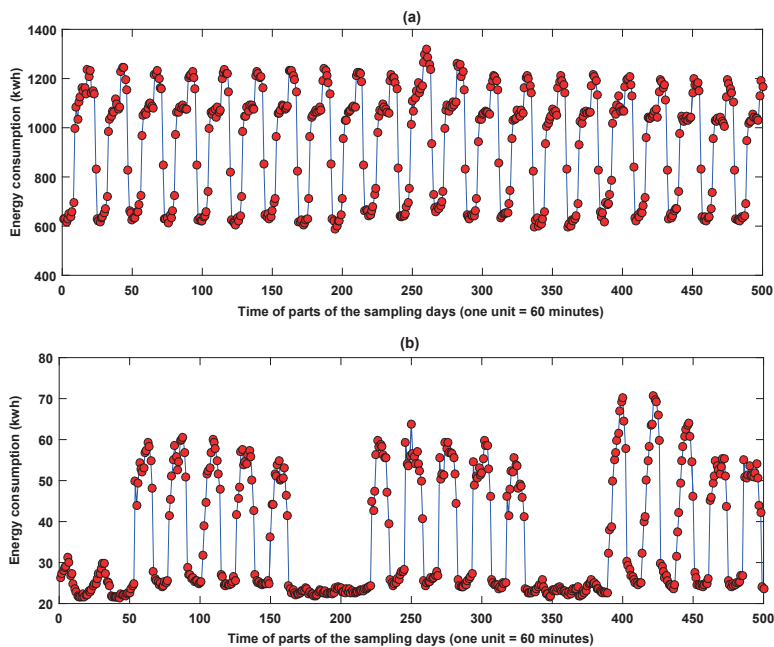 (a)
1400
1200
1000
800
600
400
Energy consumption (kwh)
0 50 100 150 200 250 300 350 400 450 500
Time of parts of the sampling days (one unit = 60 minutes)
(b)
80
70
60
50
40
30
20
Energy consumption (kwh)
0 50 100 150 200 250 300 350 400 450 500
Time of parts of the sampling days (one unit = 60 minutes)